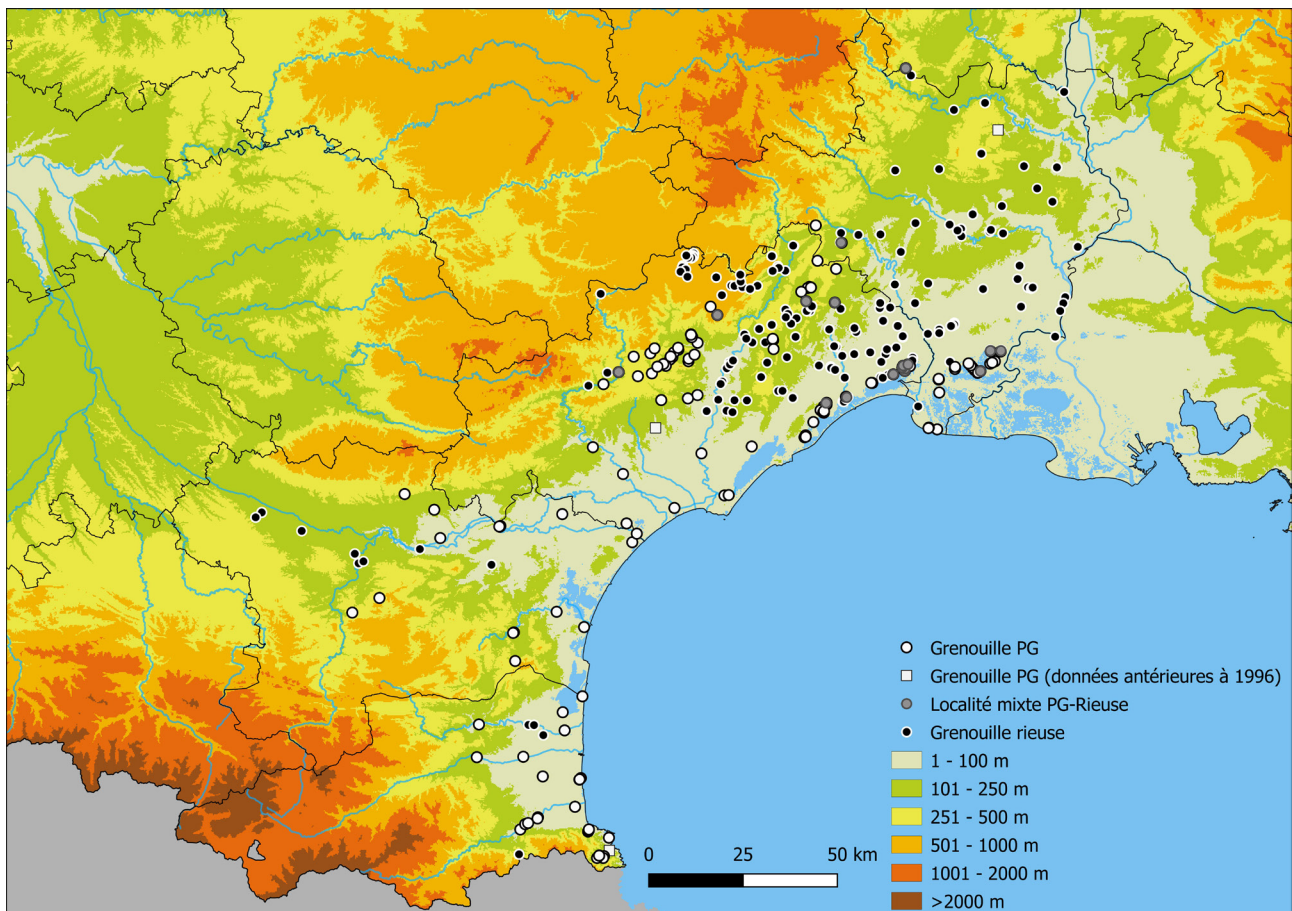 Grenouille PG
Grenouille PG (données antérieures à 1996)
Localité mixte PG-Rieuse
Grenouille rieuse
1 - 100 m
101 - 250 m
251 - 500 m
501 - 1000 m
1001 - 2000 m
>2000 m
0 25 50 km